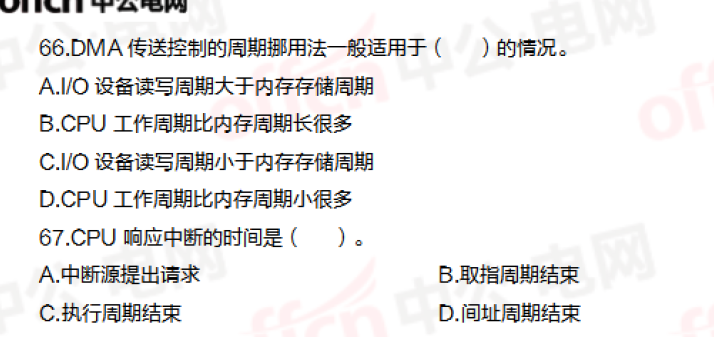 offcn 中公电网
66.DMA 传送控制的周期挪用法一般适用于（　　）的情况。
A.I/O 设备读写周期大于内存存储周期
B.CPU 工作周期比内存周期长很多
C.I/O 设备读写周期小于内存存储周期
D.CPU 工作周期比内存周期小很多
67.CPU 响应中断的时间是（　　）。
A.中断源提出请求 B.取指周期结束
C.执行周期结束 D.间址周期结束